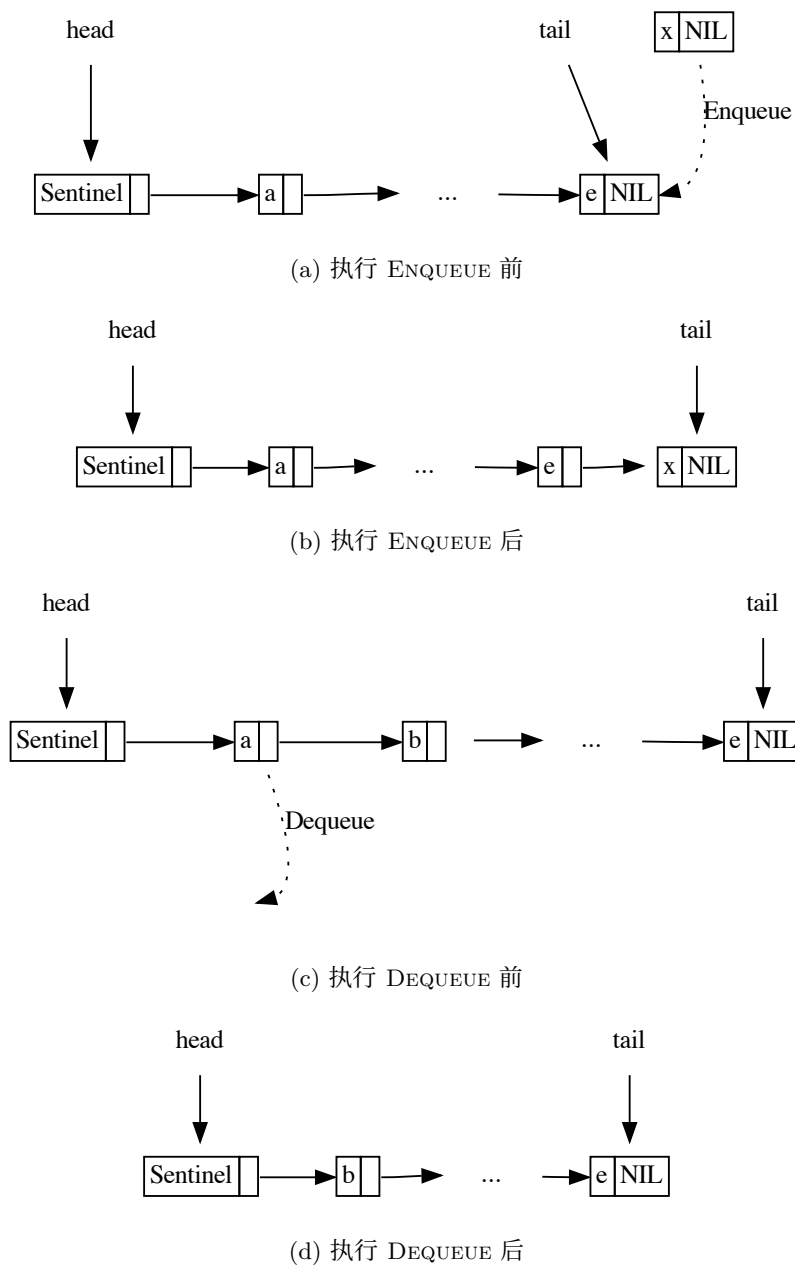 head tail x NIL
Enqueue
Sentinel a ... e NIL
(a) 执行 ENQUEUE 前
head tail
Sentinel a ... e x NIL
(b) 执行 ENQUEUE 后
head tail
Sentinel a b ... e NIL
Dequeue
(c) 执行 DEQUEUE 前
head tail
Sentinel b ... e NIL
(d) 执行 DEQUEUE 后